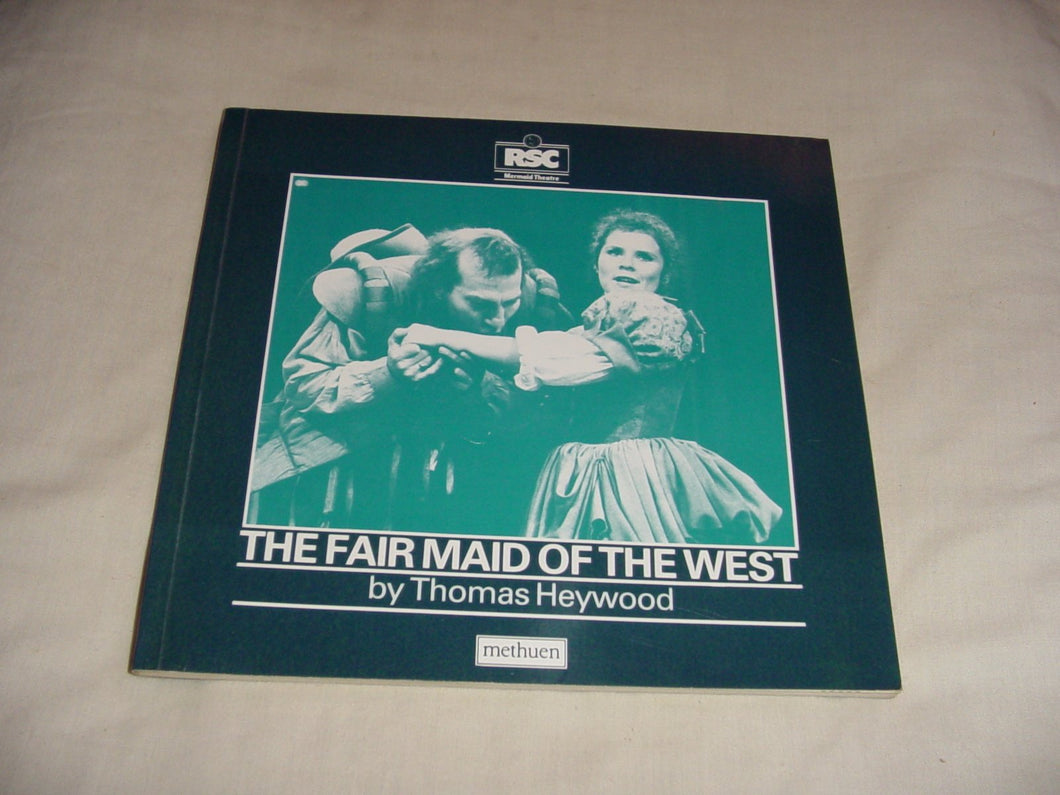 RSC
Mermaid Theatre
THE FAIR MAID OF THE WEST
by Thomas Heywood
methuen